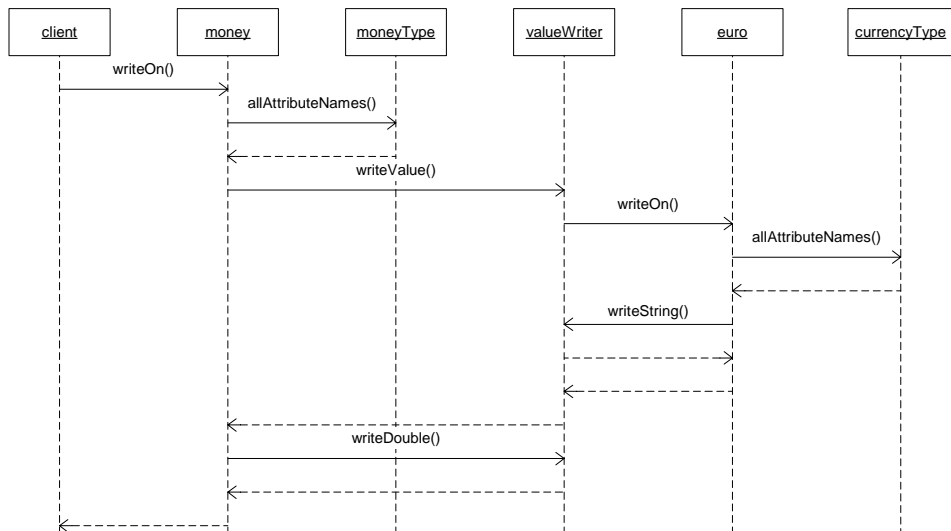 client
money
moneyType
valueWriter
euro
currencyType
writeOn()
allAttributeNames()
writeValue()
writeOn()
allAttributeNames()
writeString()
writeDouble()